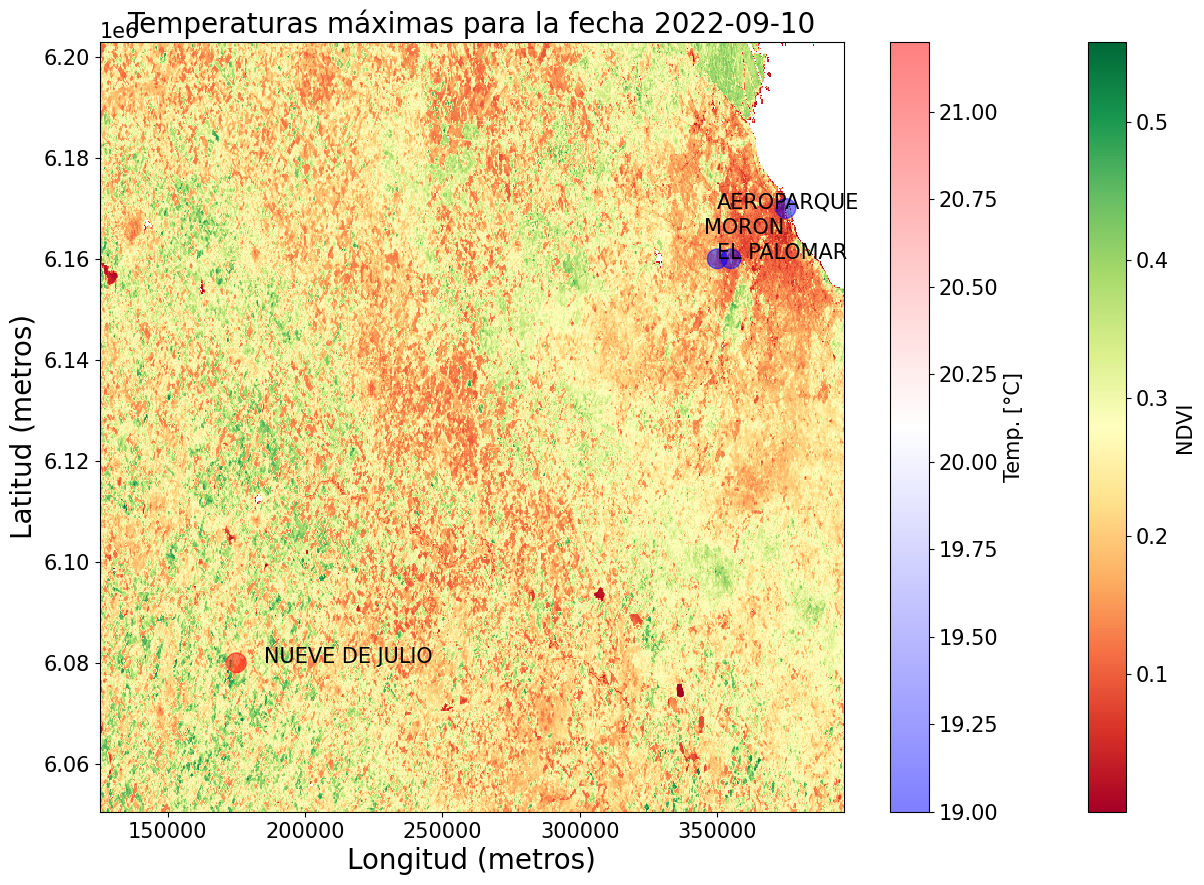 Temperaturas máximas para la fecha 2022-09-10
1e6
6.20
6.18
6.16
6.14
6.12
6.10
6.08
6.06
Latitud (metros)
AEROPARQUE
MORON
EL PALOMAR
NUEVE DE JULIO
150000 200000 250000 300000 350000
Longitud (metros)
21.00
20.75
20.50
20.25
20.00
19.75
19.50
19.25
19.00
Temp. [°C]
0.5
0.4
0.3
0.2
0.1
NDVI